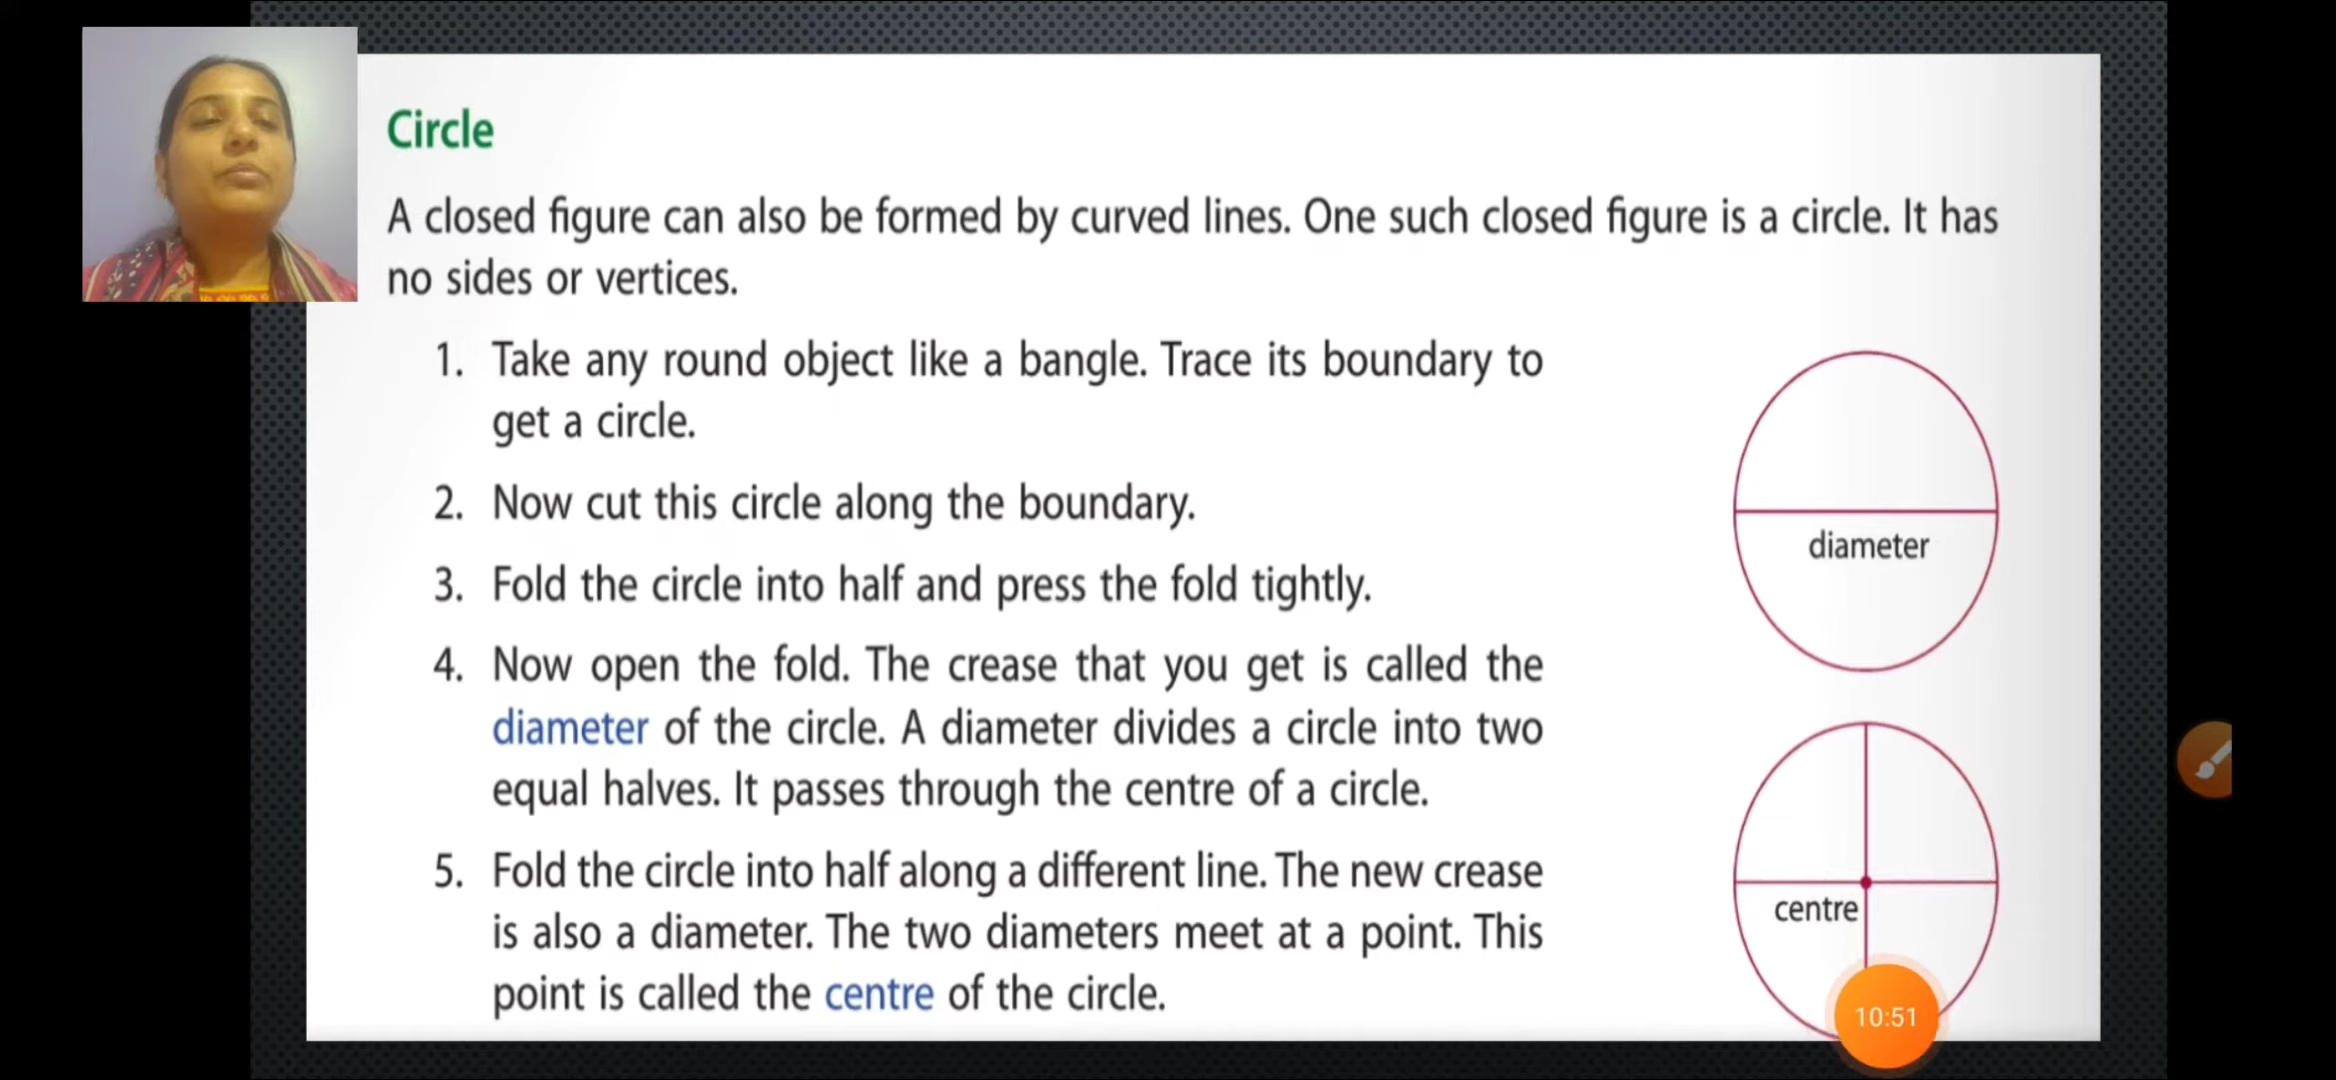 Circle
A closed figure can also be formed by curved lines. One such closed figure is a circle. It has
no sides or vertices.
1. Take any round object like a bangle. Trace its boundary to
get a circle.
2. Now cut this circle along the boundary.
3. Fold the circle into half and press the fold tightly.
4. Now open the fold. The crease that you get is called the
diameter of the circle. A diameter divides a circle into two
equal halves. It passes through the centre of a circle.
5. Fold the circle into half along a different line. The new crease
is also a diameter. The two diameters meet at a point. This
point is called the centre of the circle.
diameter
centre
10:51